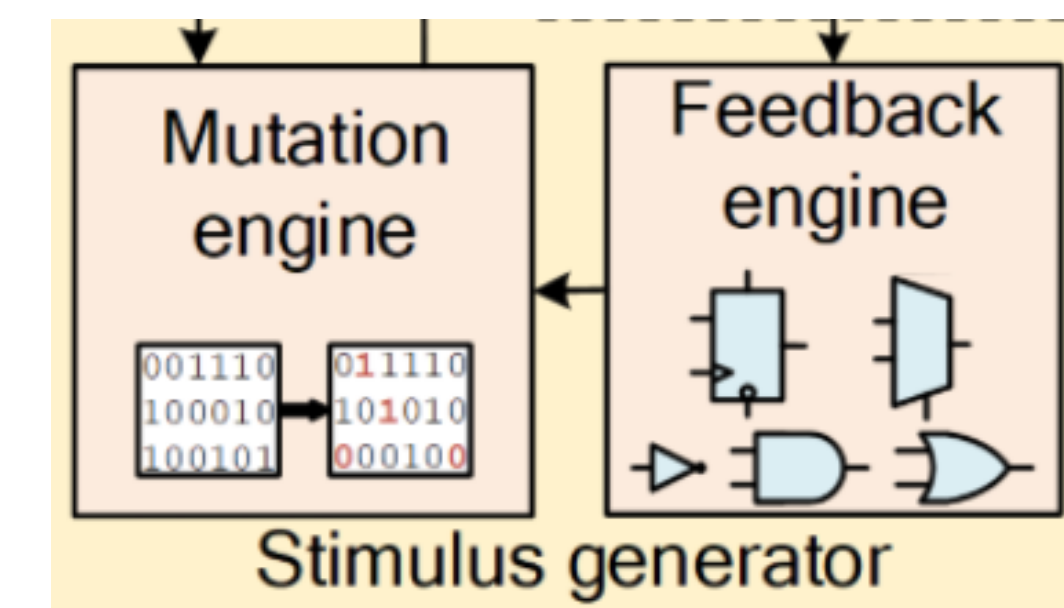 Mutation
engine
001110
100010
100101
011110
101010
000100
Feedback
engine
Stimulus generator